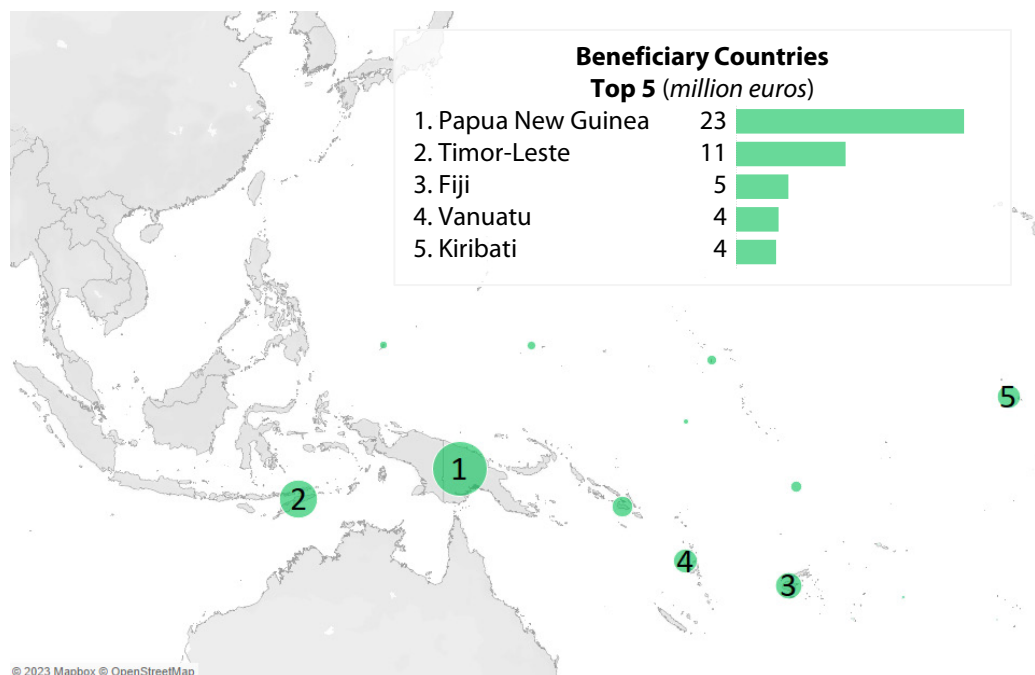 Beneficiary Countries
Top 5 (million euros)
1. Papua New Guinea 23
2. Timor-Leste 11
3. Fiji 5
4. Vanuatu 4
5. Kiribati 4
5
1
2
4
3
© 2023 Mapbox © OpenStreetMap